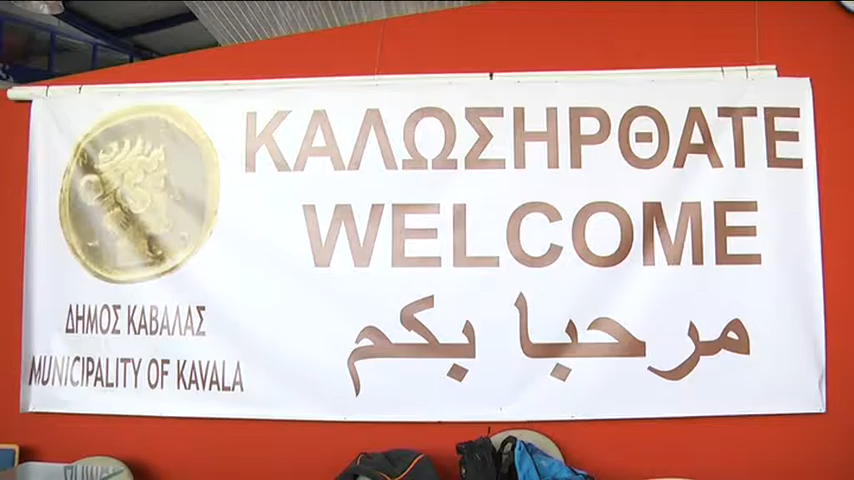 ΚΑΛΩΣΗΡΘΑΤΕ
WELCOME
مرحبا بكم
ΔΗΜΟΣ ΚΑΒΑΛΑΣ
MUNICIPALITY OF KAVALA